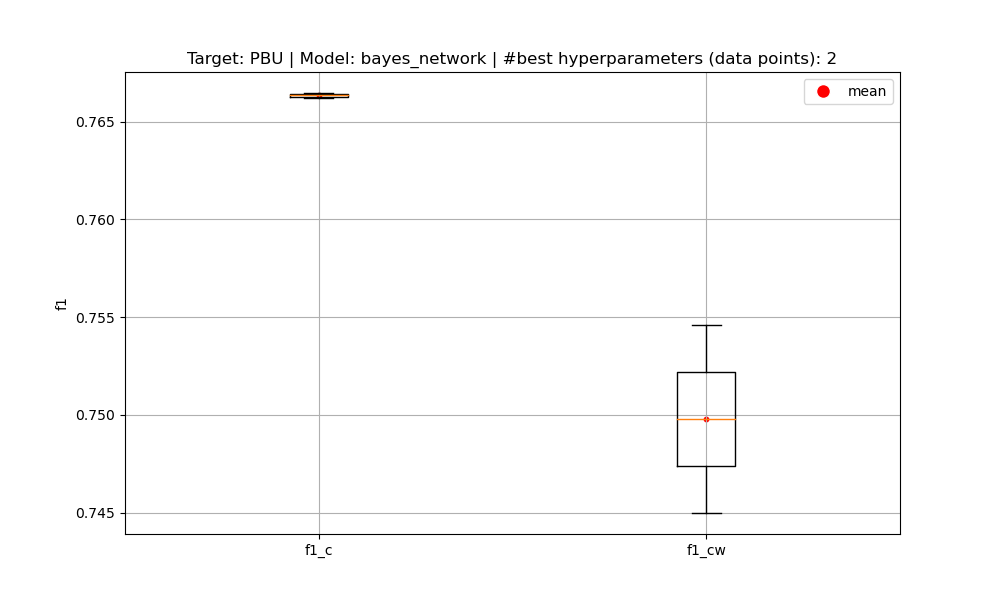 Target: PBU | Model: bayes_network | #best hyperparameters (data points): 2
mean
0.765
0.760
0.755
0.750
0.745
f1
f1_c
f1_cw